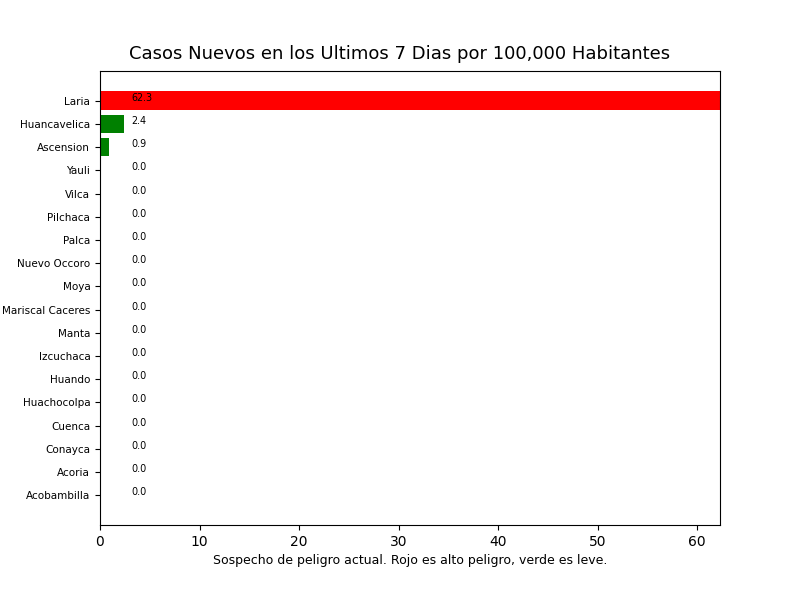 Casos Nuevos en los Ultimos 7 Dias por 100,000 Habitantes
Laria 62.3
Huancavelica 2.4
Ascension 0.9
Yauli 0.0
Vilca 0.0
Pilchaca 0.0
Palca 0.0
Nuevo Occoro 0.0
Moya 0.0
Mariscal Caceres 0.0
Manta 0.0
Izcuchaca 0.0
Huando 0.0
Huachocolpa 0.0
Cuenca 0.0
Conayca 0.0
Acoria 0.0
Acobambilla 0.0
0 10 20 30 40 50 60
Sospecho de peligro actual. Rojo es alto peligro, verde es leve.